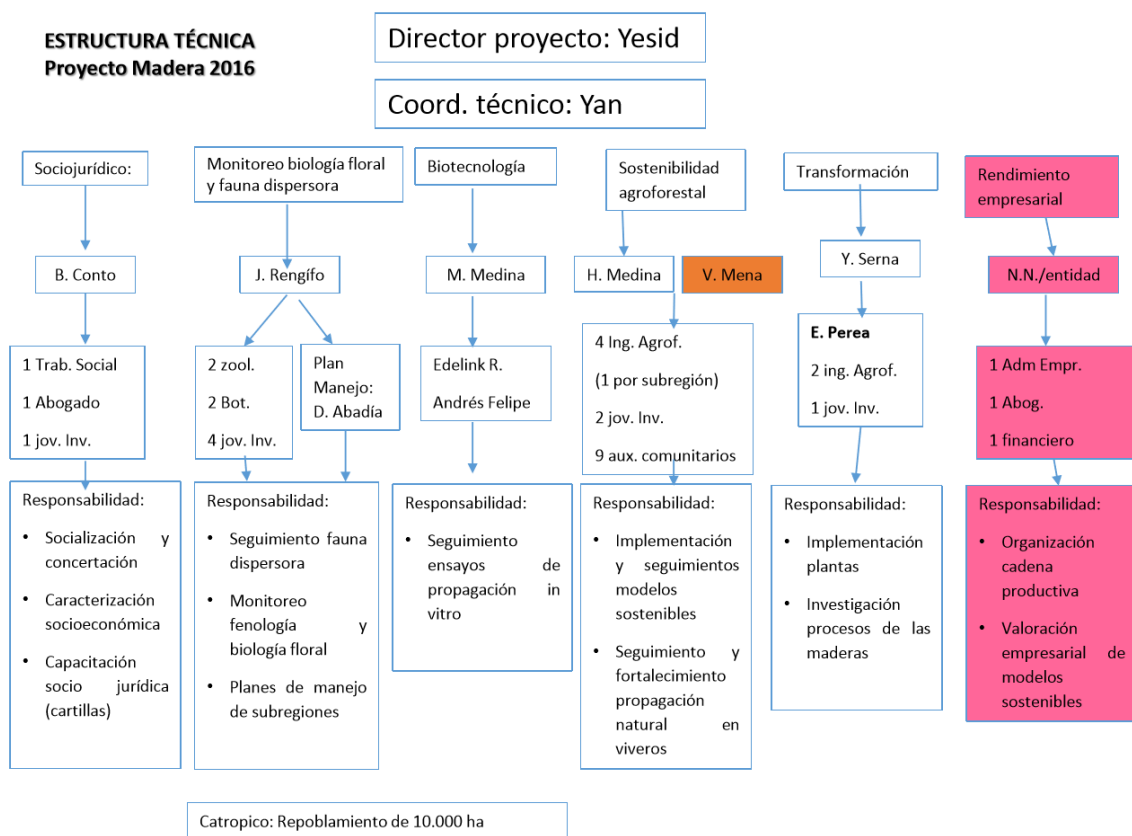 ESTRUCTURA TÉCNICA
Proyecto Madera 2016
Director proyecto: Yesid
Coord. técnico: Yan
Sociojurídico:
B. Conto
1 Trab. Social
1 Abogado
1 jov. Inv.
Responsabilidad:
• Socialización y
concertación
• Caracterización
socioeconómica
• Capacitación
socio jurídica
(cartillas)
Monitoreo biología floral
y fauna dispersora
J. Rengífo
2 zool.
2 Bot.
4 jov. Inv.
Plan
Manejo:
D. Abadía
Responsabilidad:
• Seguimiento fauna
dispersora
• Monitoreo
fenología y
biología floral
• Planes de manejo
de subregiones
Biotecnología
M. Medina
Edelink R.
Andrés Felipe
Responsabilidad:
• Seguimiento
ensayos de
propagación in
vitro
Sostenibilidad
agroforestal
H. Medina
V. Mena
4 Ing. Agrof.
(1 por subregión)
2 jov. Inv.
9 aux. comunitarios
Responsabilidad:
• Implementación
y seguimientos
modelos
sostenibles
• Seguimiento y
fortalecimiento
propagación
natural en
viveros
Transformación
Y. Serna
E. Perea
2 ing. Agrof.
1 jov. Inv.
Responsabilidad:
• Implementación
plantas
• Investigación
procesos de las
maderas
Rendimiento
empresarial
N.N./entidad
1 Adm Empr.
1 Abog.
1 financiero
Responsabilidad:
• Organización
cadena
productiva
• Valoración
empresarial de
modelos
sostenibles
Catropico: Repoblamiento de 10.000 ha